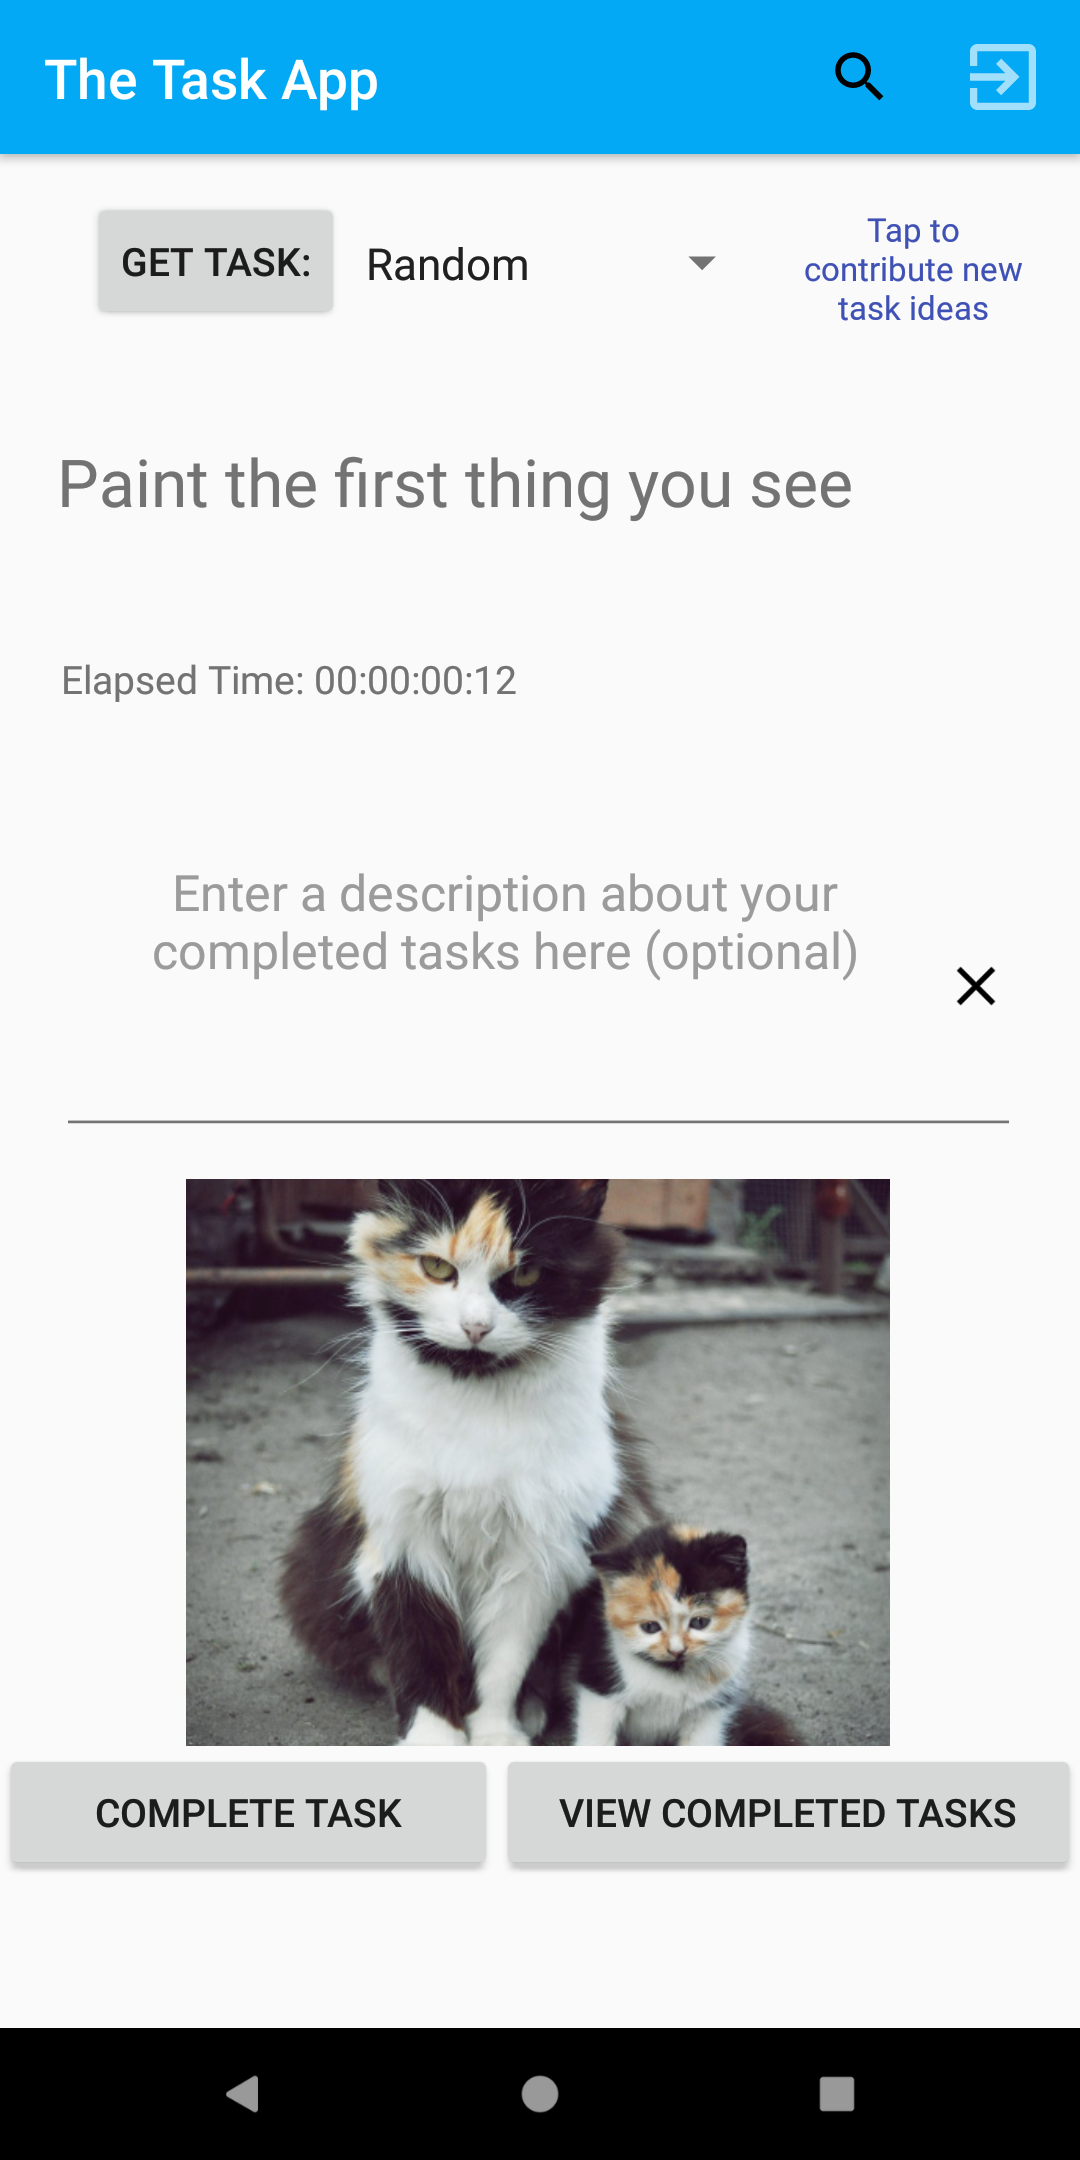 The Task App
GET TASK:
Random
Tap to
contribute new
task ideas
Paint the first thing you see
Elapsed Time: 00:00:00:12
Enter a description about your
completed tasks here (optional)
COMPLETE TASK
VIEW COMPLETED TASKS